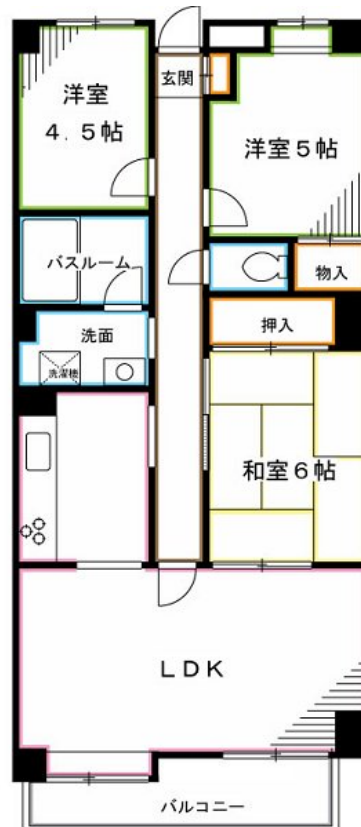 洋室
4.5帖
玄関
洋室5帖
バスルーム
物入
洗面
洗濯機
押入
和室6帖
LDK
バルコニー